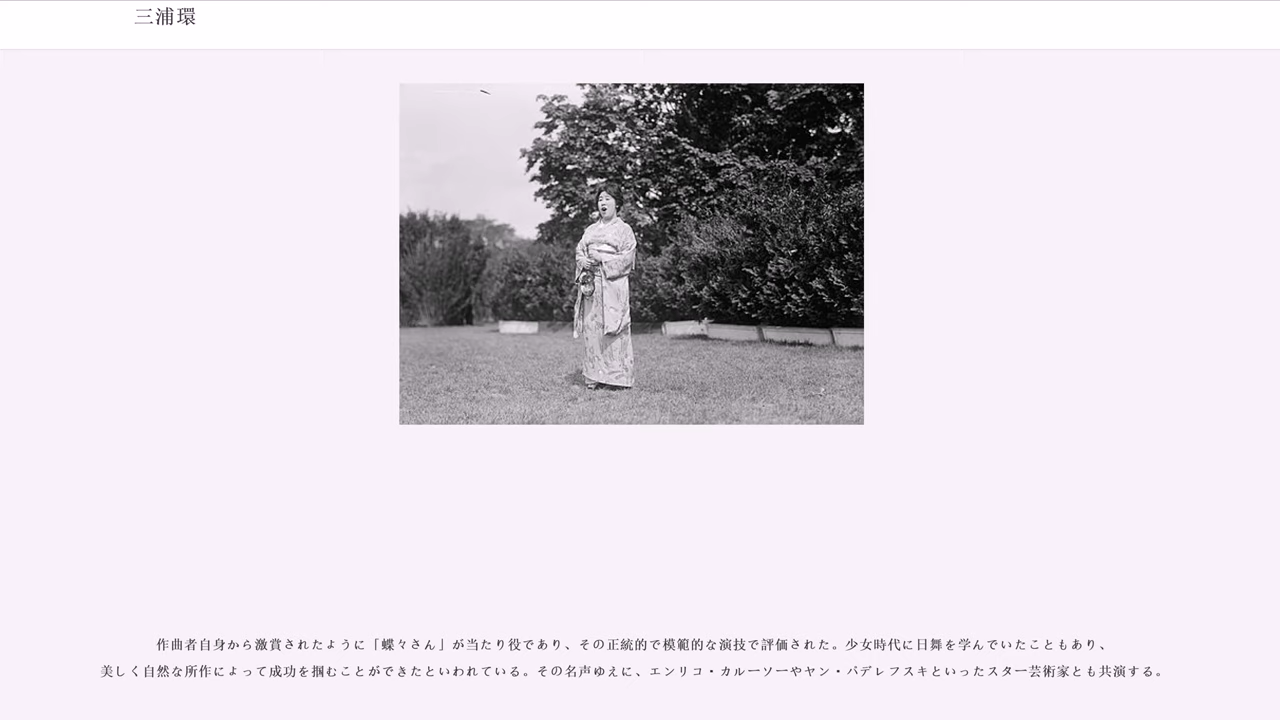 三浦環
作曲者自身から激賞されたように「蝶々さん」が当たり役であり、その正統的で模範的な演技で評価された。少女時代に日舞を学んでいたこともあり、
美しく自然な所作によって成功を掴むことができたといわれている。その名声ゆえに、エンリコ・カルーソーやヤン・パデレフスキといったスター芸術家とも共演する。